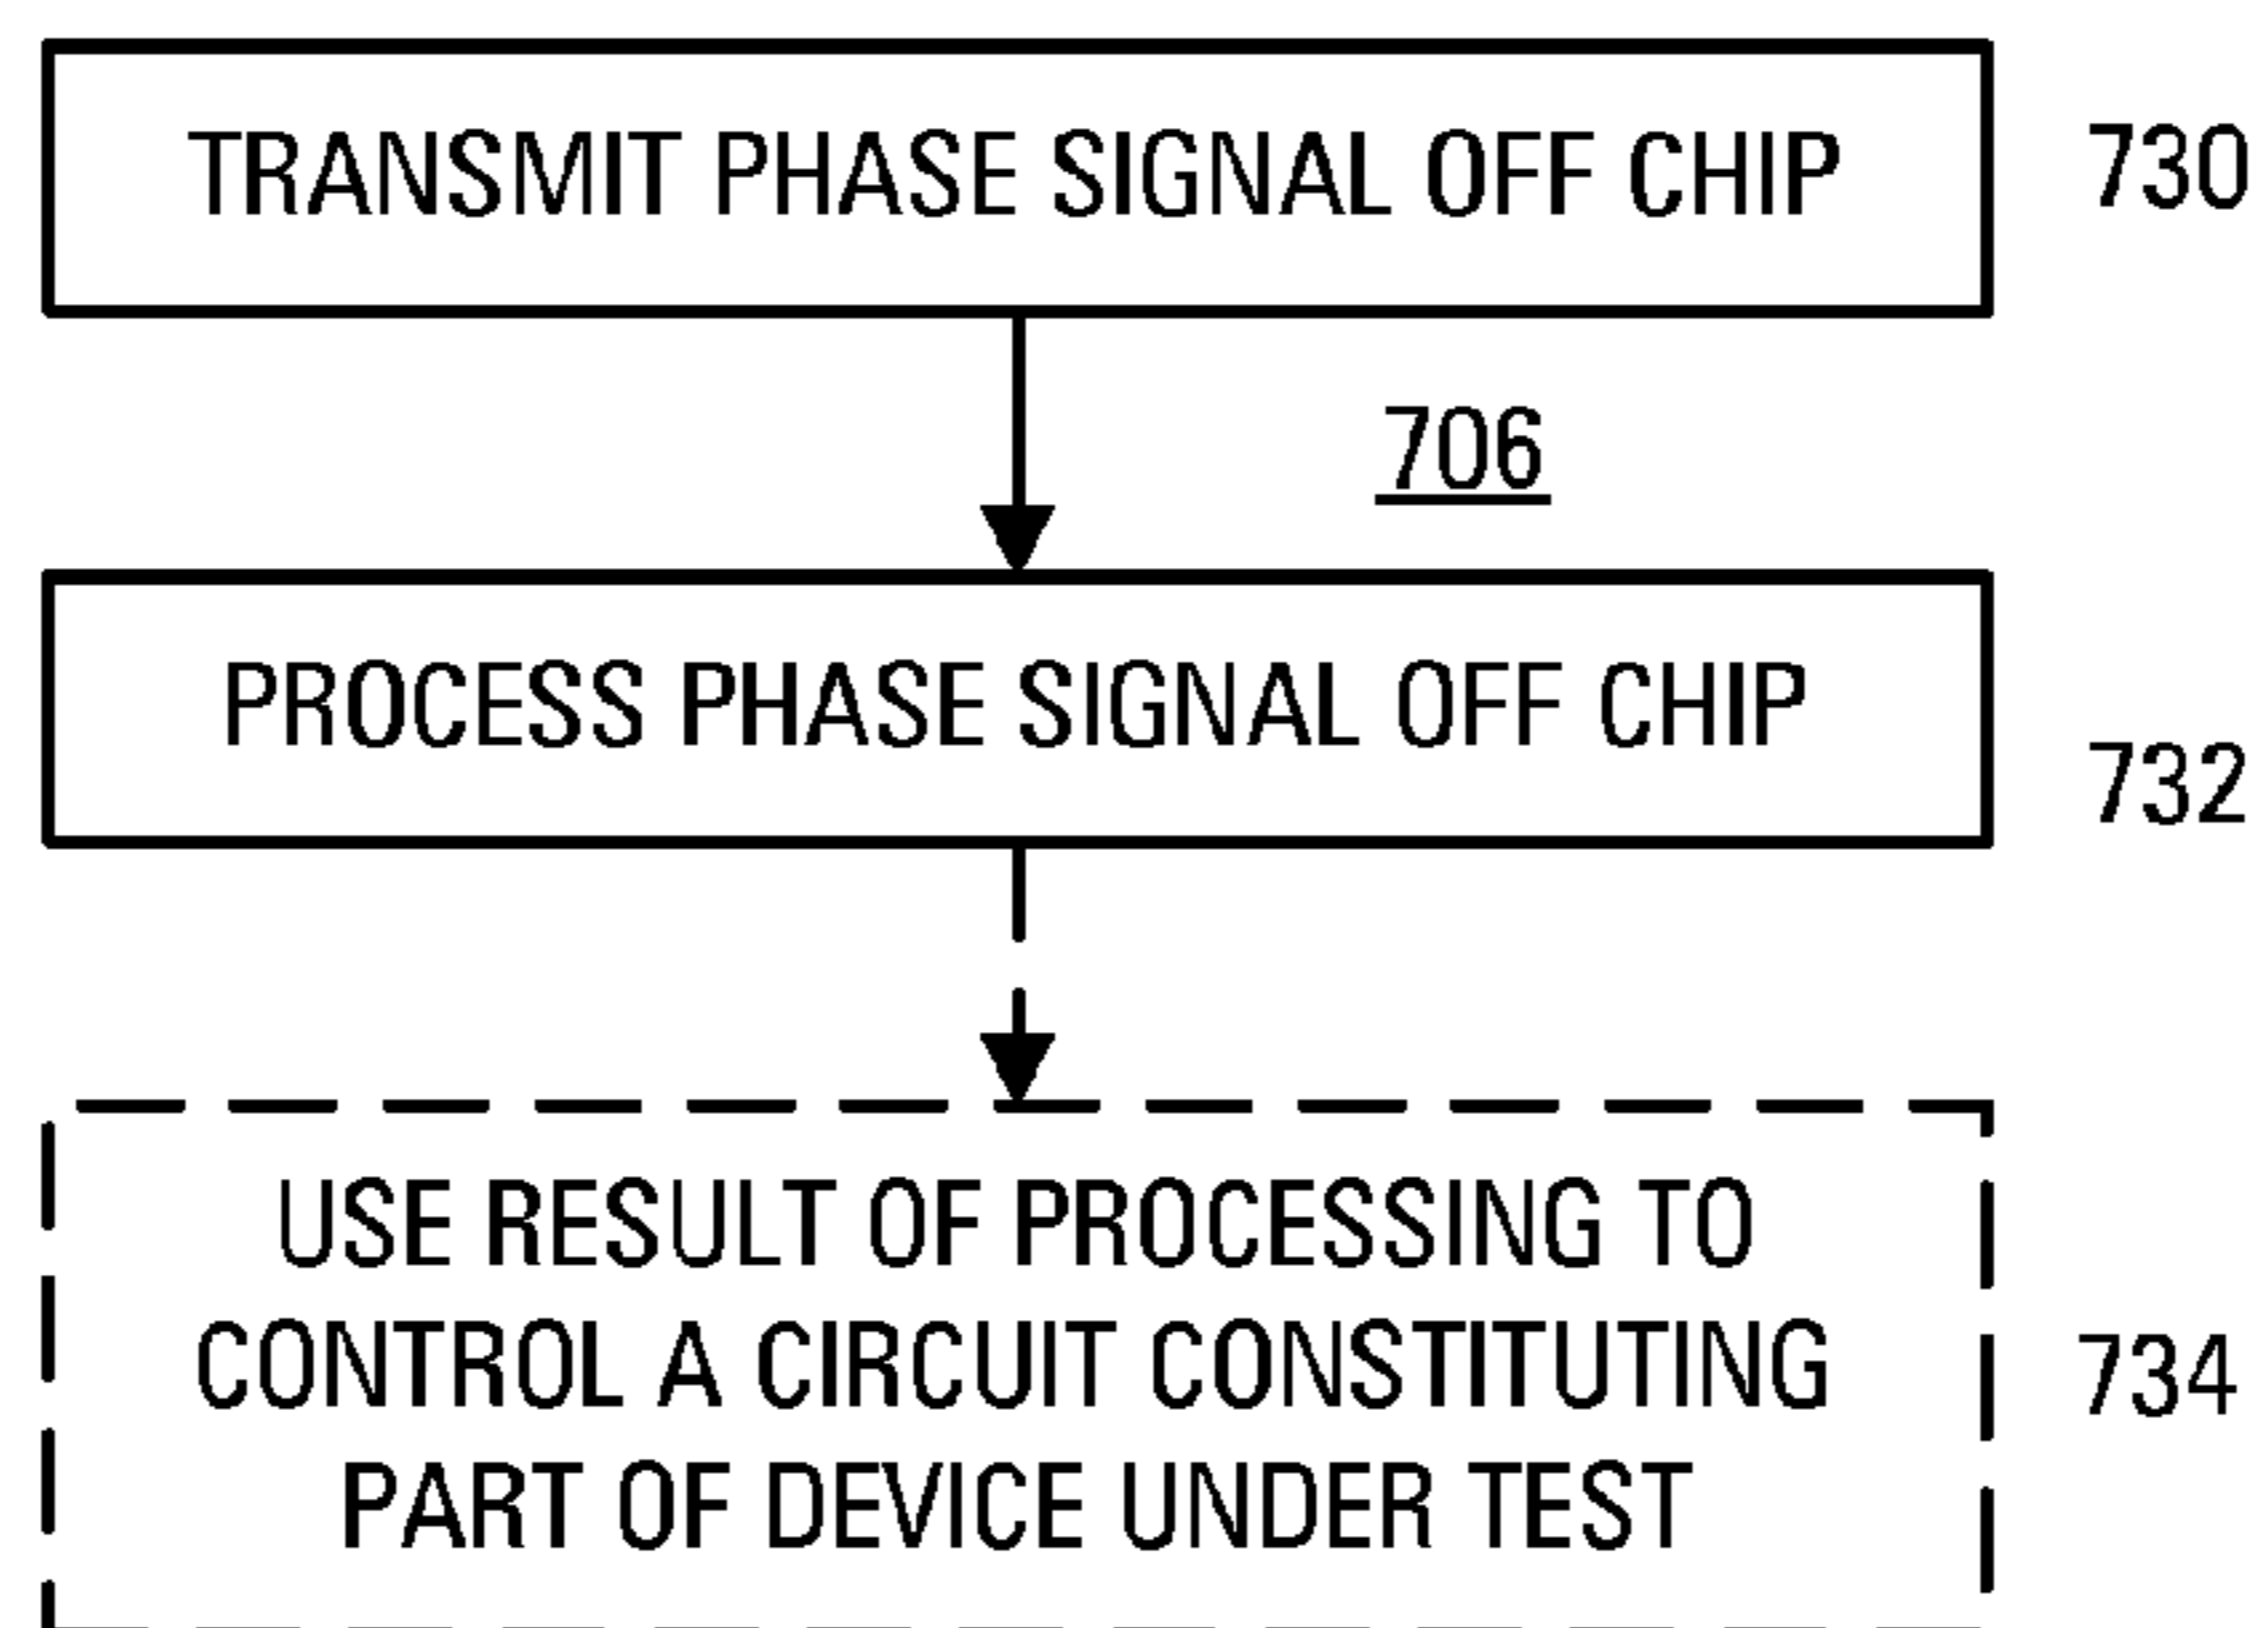 TRANSMIT PHASE SIGNAL OFF CHIP
730
706
PROCESS PHASE SIGNAL OFF CHIP
732
USE RESULT OF PROCESSING TO
CONTROL A CIRCUIT CONSTITUTING
PART OF DEVICE UNDER TEST
734